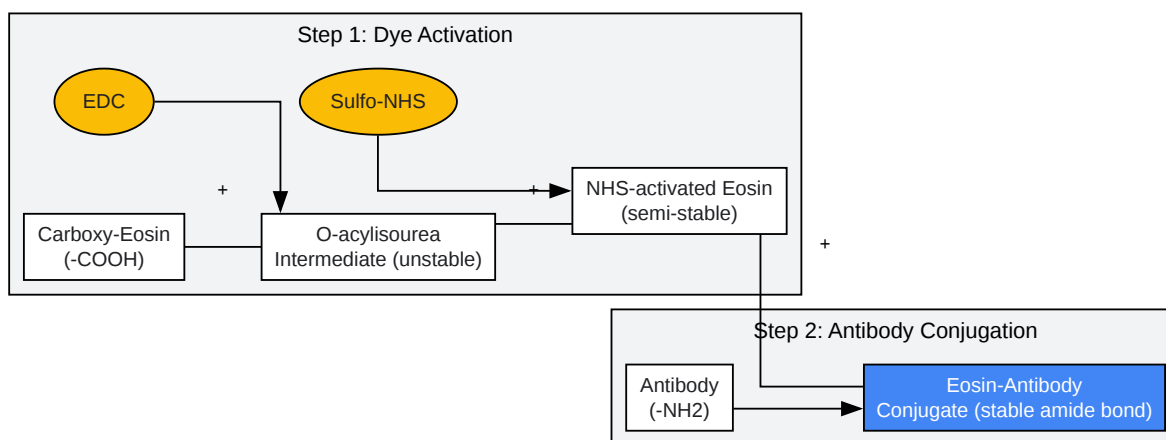 Step 1: Dye Activation
EDC
Sulfo-NHS
+
+
NHS-activated Eosin
(semi-stable)
Carboxy-Eosin
(-COOH)
O-acylisourea
Intermediate (unstable)
+
Step 2: Antibody Conjugation
Antibody
(-NH2)
Eosin-Antibody
Conjugate (stable amide bond)